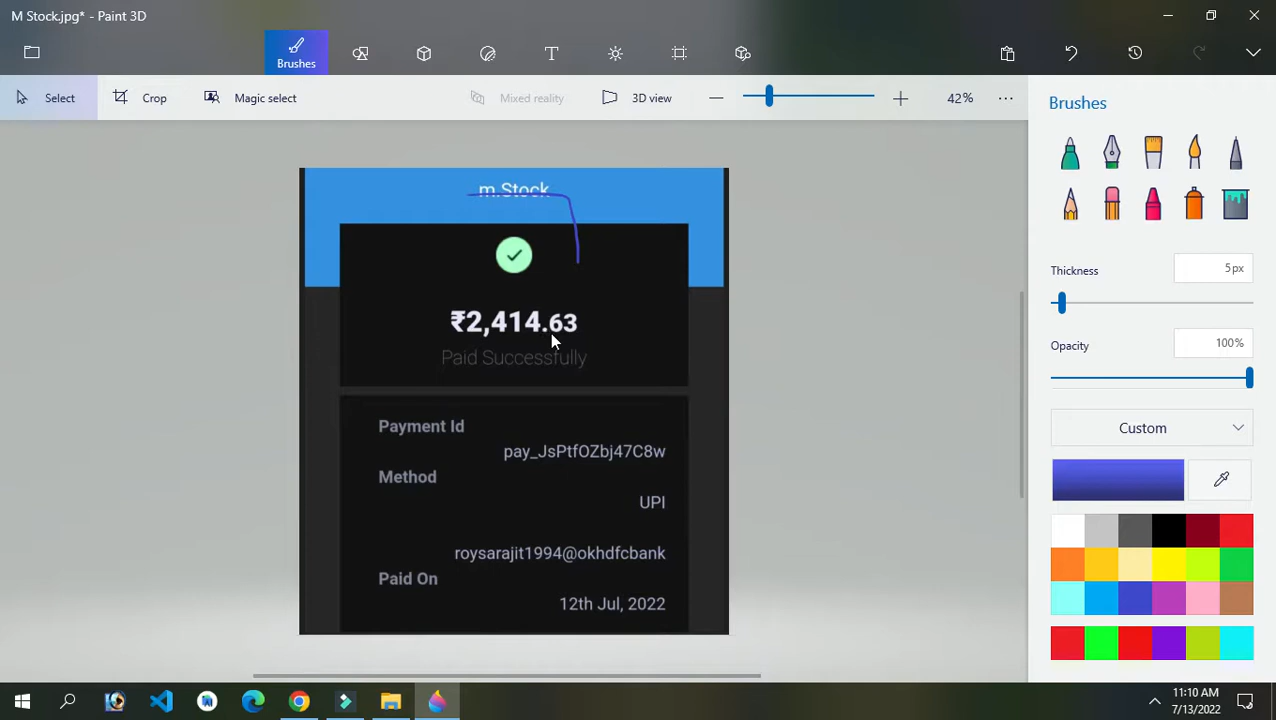 M Stock.jpg* - Paint 3D
Brushes
Select
Crop
Magic select
Mixed reality
3D view
42%
Brushes
Thickness
5px
Opacity
100%
Custom
m.Stock
₹2,414.63
Paid Successfully
Payment Id
pay_JsPtfOZbj47C8w
Method
UPI
roysarajit1994@okhdfcbank
Paid On
12th Jul, 2022
11:10 AM
7/13/2022